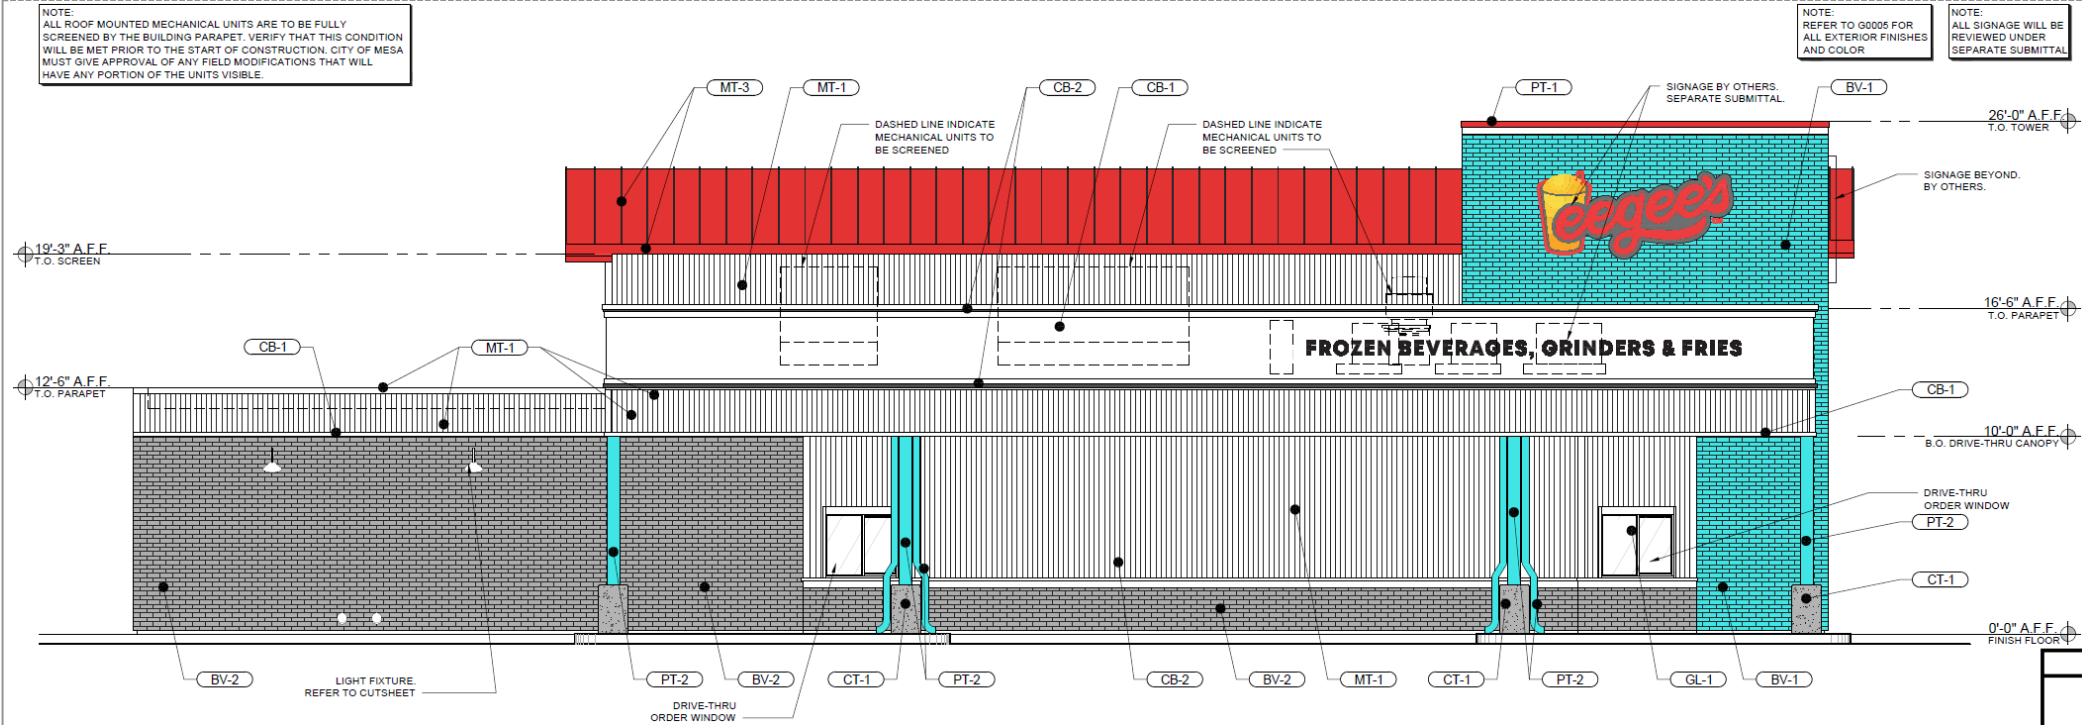 NOTE:
ALL ROOF MOUNTED MECHANICAL UNITS ARE TO BE FULLY
SCREENED BY THE BUILDING PARAPET. VERIFY THAT THIS CONDITION
WILL BE MET PRIOR TO THE START OF CONSTRUCTION. CITY OF MESA
MUST GIVE APPROVAL OF ANY FIELD MODIFICATIONS THAT WILL
HAVE ANY PORTION OF THE UNITS VISIBLE.
NOTE:
REFER TO G0005 FOR
ALL EXTERIOR FINISHES
AND COLOR
NOTE:
ALL SIGNAGE WILL BE
REVIEWED UNDER
SEPARATE SUBMITTAL
MT-3
MT-1
CB-2
CB-1
PT-1
SIGNAGE BY OTHERS.
SEPARATE SUBMITTAL.
BV-1
DASHED LINE INDICATE
MECHANICAL UNITS TO
BE SCREENED
DASHED LINE INDICATE
MECHANICAL UNITS TO
BE SCREENED
26'-0" A.F.F.
T.O. TOWER
SIGNAGE BEYOND.
BY OTHERS.
eegee's
19'-3" A.F.F.
T.O. SCREEN
16'-6" A.F.F.
T.O. PARAPET
CB-1
MT-1
FROZEN BEVERAGES, GRINDERS & FRIES
12'-6" A.F.F.
T.O. PARAPET
CB-1
10'-0" A.F.F.
B.O. DRIVE-THRU CANOPY
DRIVE-THRU
ORDER WINDOW
PT-2
CT-1
0'-0" A.F.F.
FINISH FLOOR
BV-2
LIGHT FIXTURE.
REFER TO CUTSHEET
PT-2
BV-2
DRIVE-THRU
ORDER WINDOW
CT-1
PT-2
CB-2
BV-2
MT-1
CT-1
PT-2
GL-1
BV-1